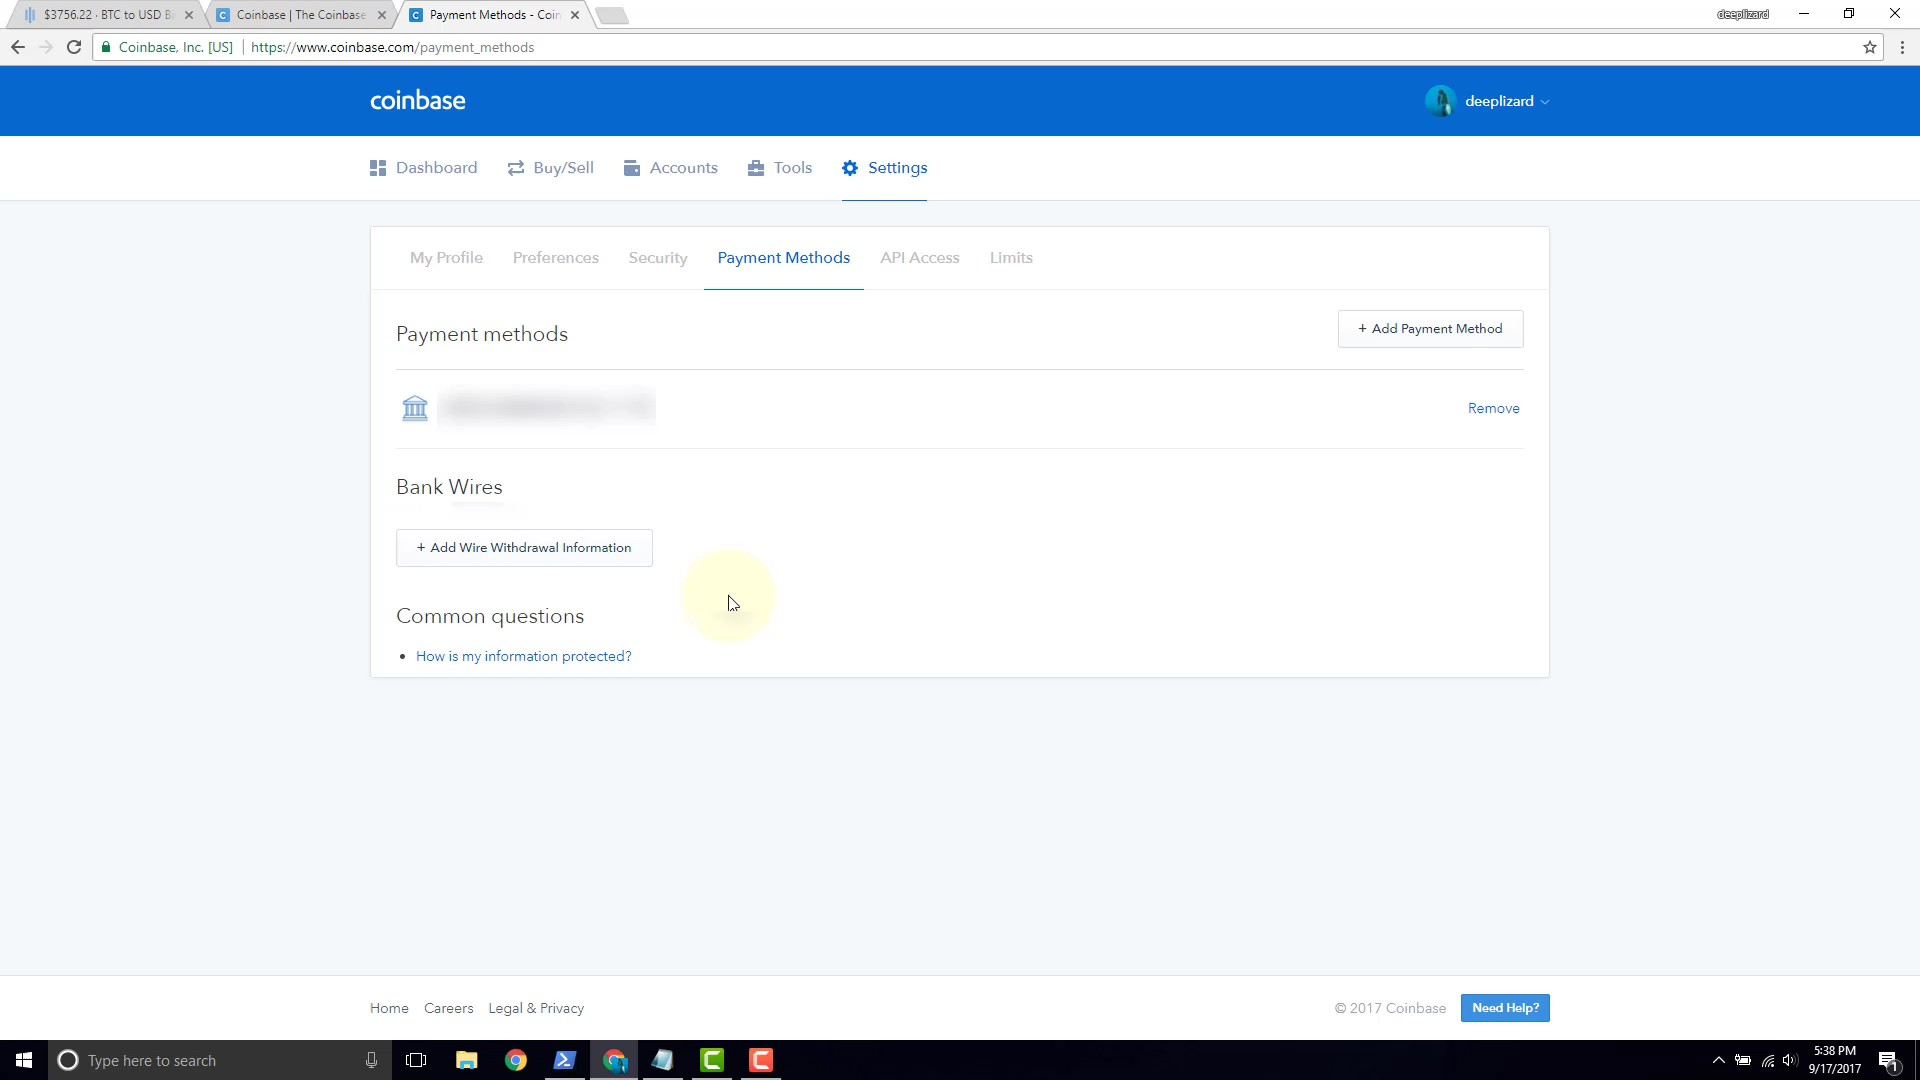 $3756.22 · BTC to USD B
Coinbase | The Coinbase
Payment Methods - Coin
deeplizard
Coinbase, Inc. [US]
https://www.coinbase.com/payment_methods
coinbase
deeplizard
Dashboard
Buy/Sell
Accounts
Tools
Settings
My Profile
Preferences
Security
Payment Methods
API Access
Limits
Payment methods
+ Add Payment Method
Remove
Bank Wires
+ Add Wire Withdrawal Information
Common questions
• How is my information protected?
Home
Careers
Legal & Privacy
© 2017 Coinbase
Need Help?
Type here to search
5:38 PM
9/17/2017
1